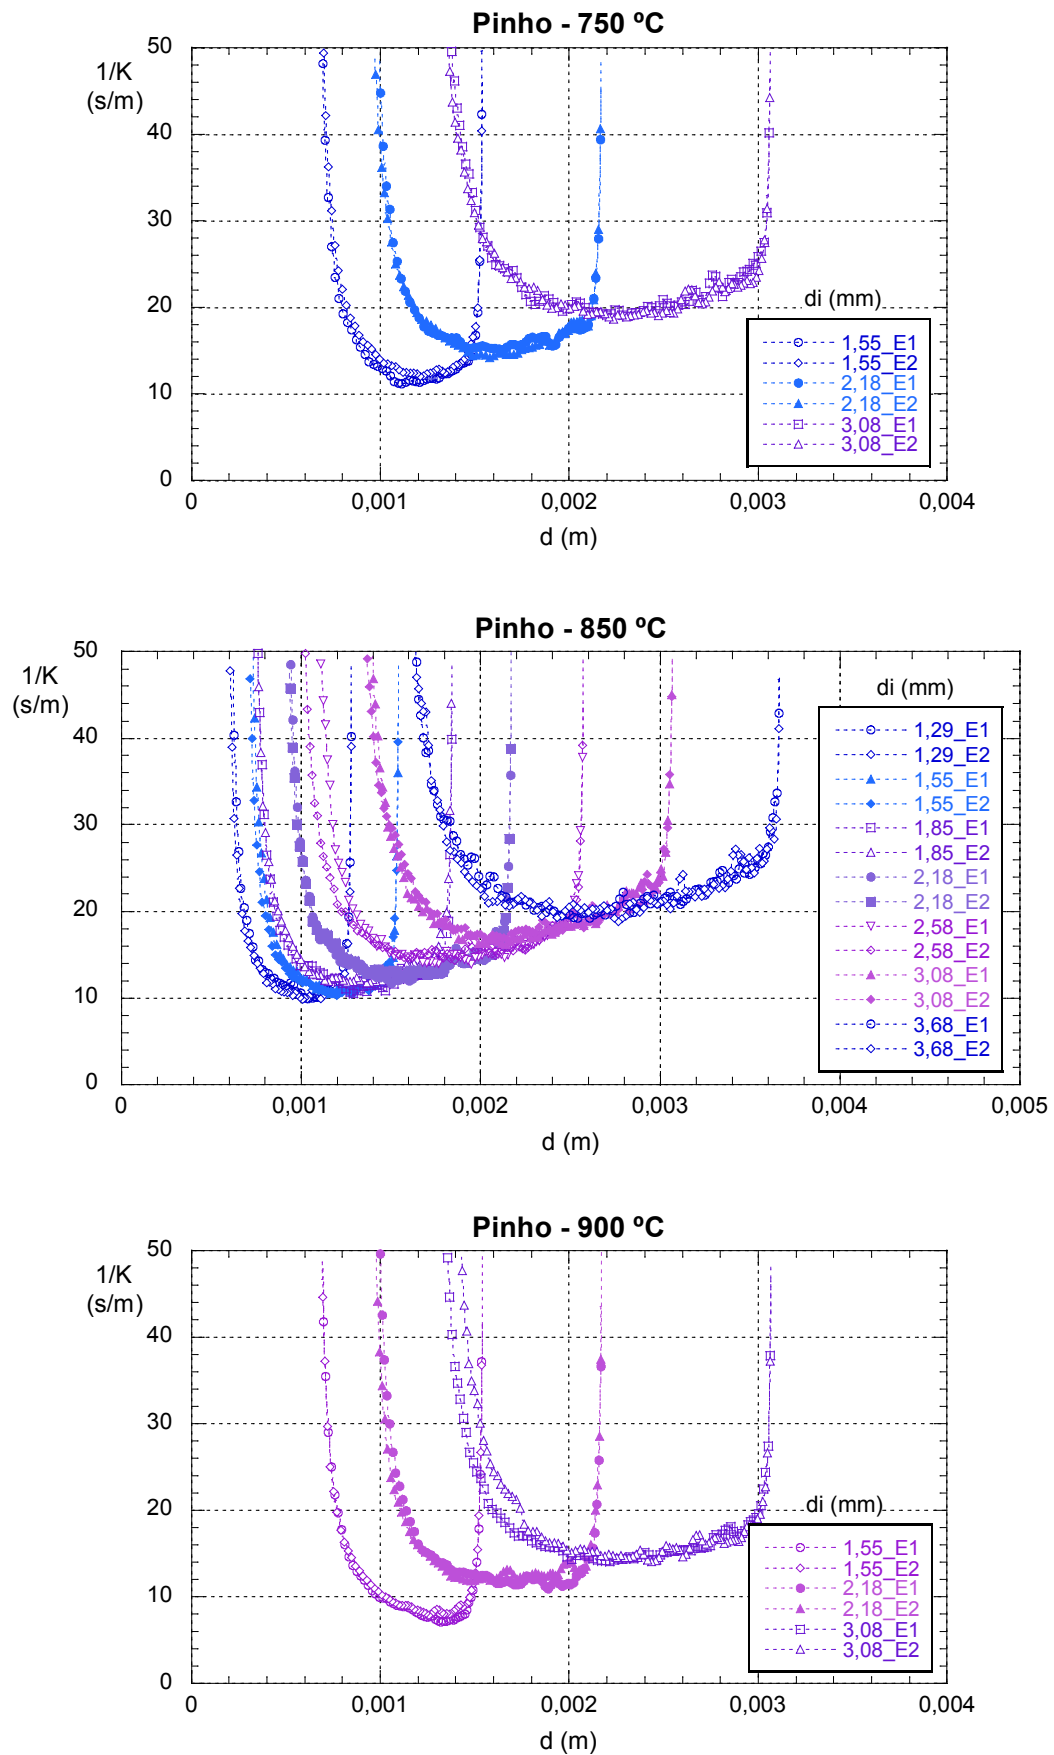 Pinho - 750 ºC
1/K
(s/m)
50
40
30
20
10
0
di (mm)
1,55_E1
1,55_E2
2,18_E1
2,18_E2
3,08_E1
3,08_E2
0 0,001 0,002 0,003 0,004
d (m)
Pinho - 850 ºC
1/K
(s/m)
50
40
30
20
10
0
di (mm)
1,29_E1
1,29_E2
1,55_E1
1,55_E2
1,85_E1
1,85_E2
2,18_E1
2,18_E2
2,58_E1
2,58_E2
3,08_E1
3,08_E2
3,68_E1
3,68_E2
0 0,001 0,002 0,003 0,004 0,005
d (m)
Pinho - 900 ºC
1/K
(s/m)
50
40
30
20
10
0
di (mm)
1,55_E1
1,55_E2
2,18_E1
2,18_E2
3,08_E1
3,08_E2
0 0,001 0,002 0,003 0,004
d (m)